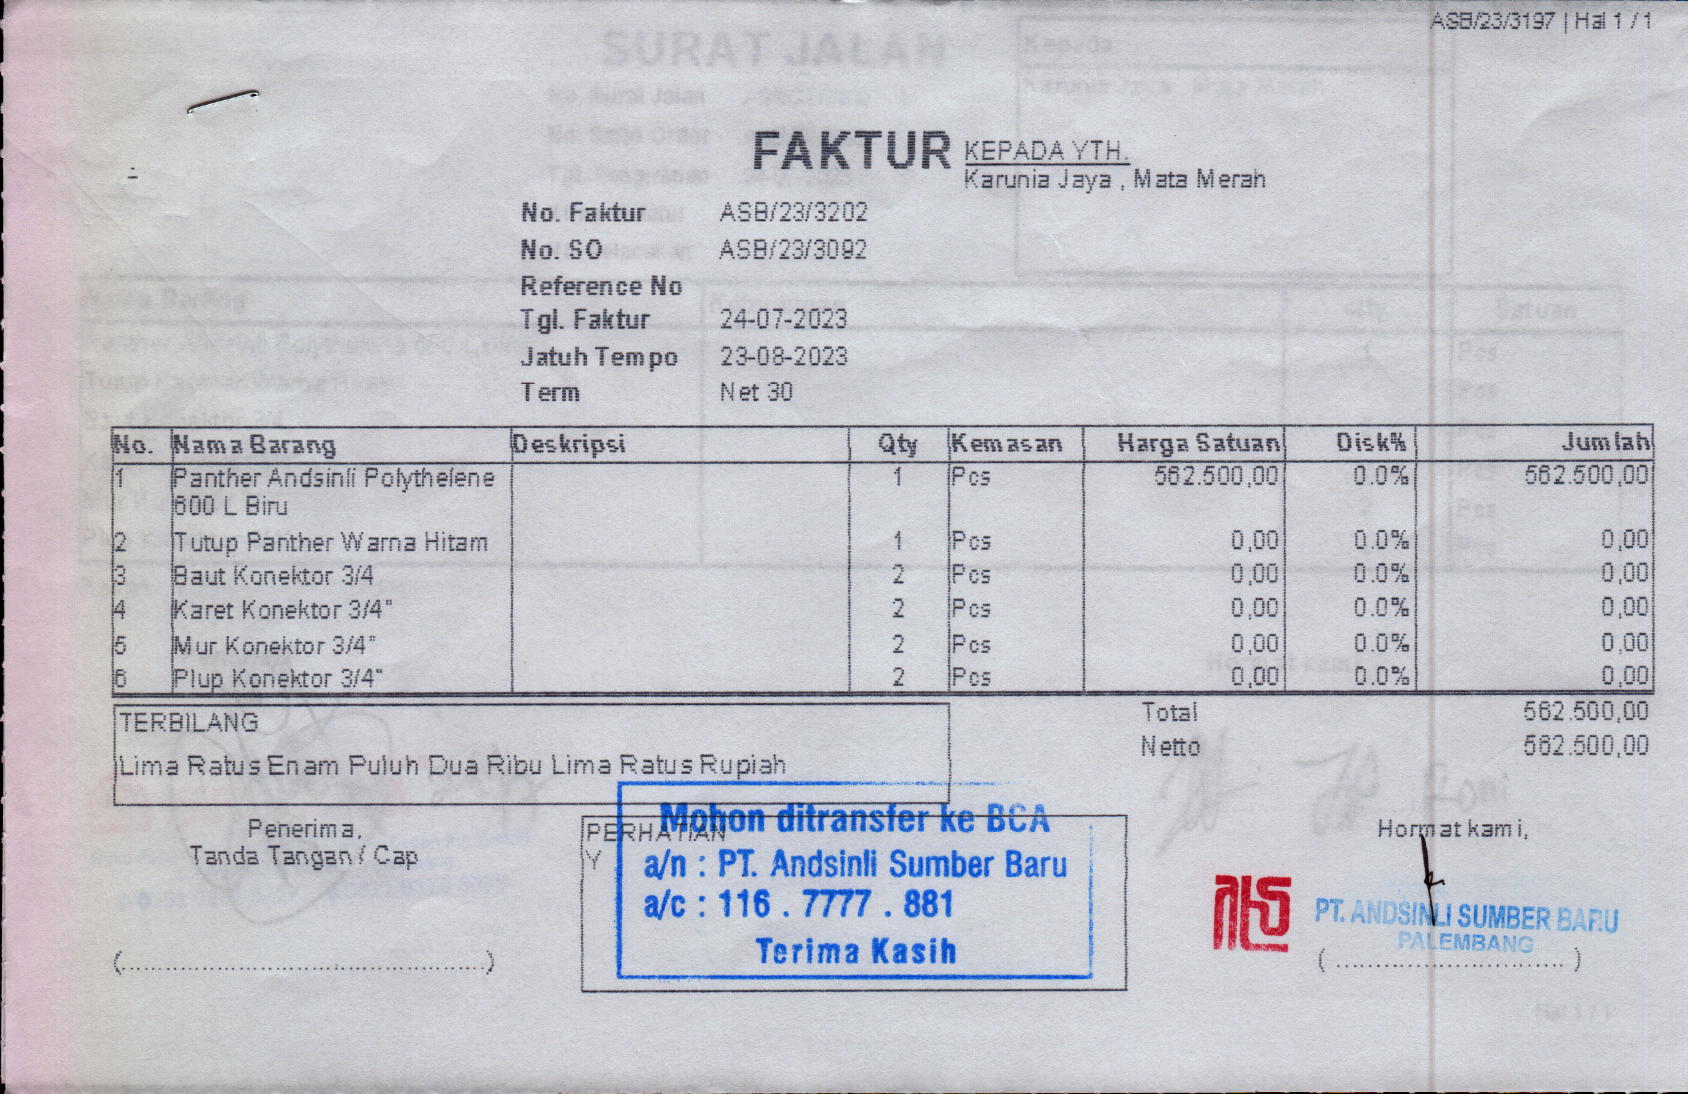 ASB/23/3197 | Hal 1 / 1
SURAT JALAN
Kepada
FAKTUR
KEPADA YTH.
Karunia Jaya , Mata Merah
No. Faktur ASB/23/3202
No. SO ASB/23/3092
Reference No
Tgl. Faktur 24-07-2023
Jatuh Tempo 23-08-2023
Term Net 30
No. Nama Barang Deskripsi Qty Kemasan Harga Satuan Disk% Jumlah
1 Panther Andsinli Polythelene 1 Pcs 562.500,00 0.0% 562.500,00
600 L Biru
2 Tutup Panther Warna Hitam 1 Pcs 0,00 0.0% 0,00
3 Baut Konektor 3/4 2 Pcs 0,00 0.0% 0,00
4 Karet Konektor 3/4" 2 Pcs 0,00 0.0% 0,00
5 Mur Konektor 3/4" 2 Pcs 0,00 0.0% 0,00
6 Plup Konektor 3/4" 2 Pcs 0,00 0.0% 0,00
TERBILANG
Lima Ratus Enam Puluh Dua Ribu Lima Ratus Rupiah
Total 562.500,00
Netto 562.500,00
Penerima,
Tanda Tangan / Cap
(................................................)
PERHATIAN
Y
Mohon ditransfer ke BCA
a/n : PT. Andsinli Sumber Baru
a/c : 116 . 7777 . 881
Terima Kasih
Hormat kami,
PT. ANDSINLI SUMBER BARU
PALEMBANG
( .............................. )